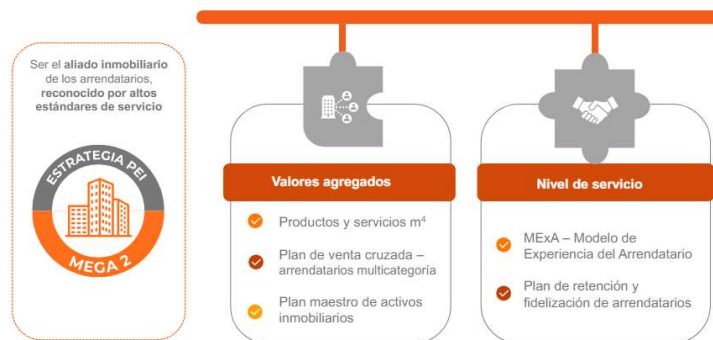 Ser el aliado inmobiliario
de los arrendatarios,
reconocido por altos
estándares de servicio
ESTRATEGIA PEI
MEGA 2
Valores agregados
Productos y servicios m⁴
Plan de venta cruzada –
arrendatarios multicategoría
Plan maestro de activos
inmobiliarios
Nivel de servicio
MExA – Modelo de
Experiencia del Arrendatario
Plan de retención y
fidelización de arrendatarios